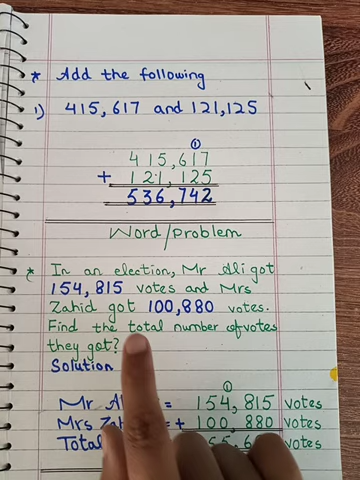 * Add the following
1) 415,617 and 121,125
1
415,617
+ 121,125
536,742
Word/problem
* In an election, Mr Ali got
154,815 votes and Mrs
Zahid got 100,880 votes.
Find the total number of votes
they got?
Solution
Mr = 1
154,815 votes
Mrs = + 100,880 votes
Total votes